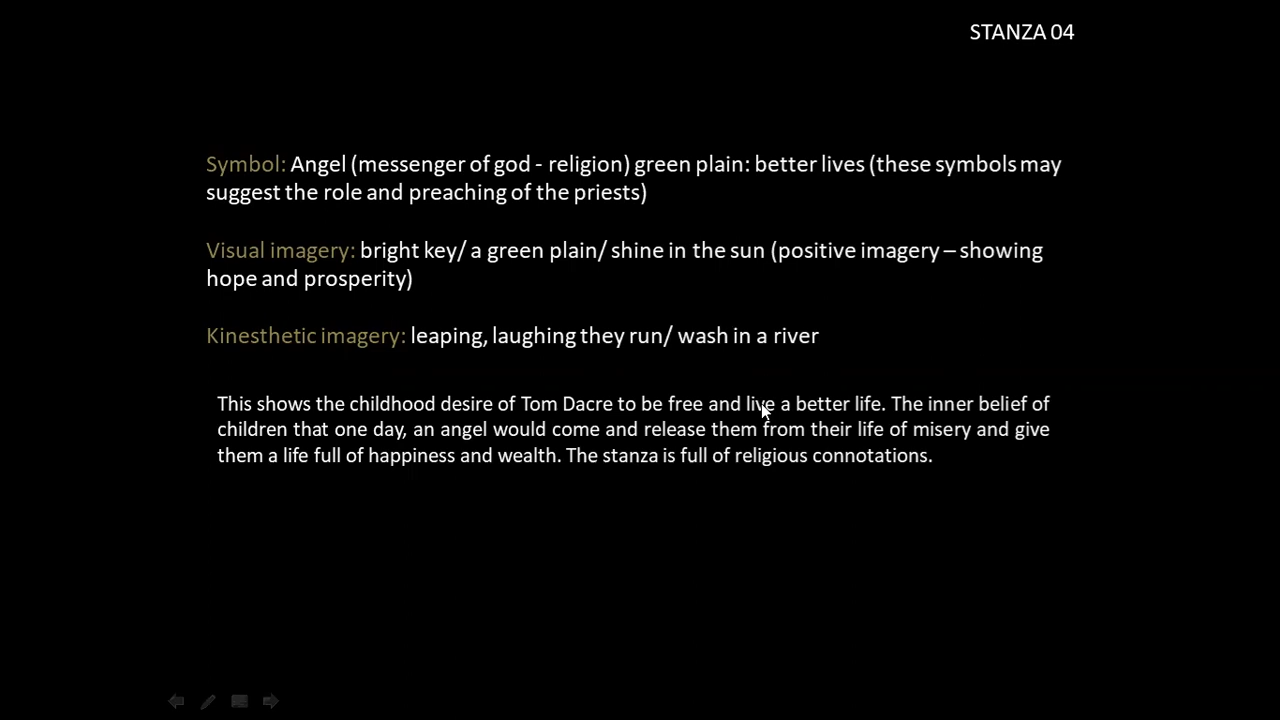 STANZA 04
Symbol: Angel (messenger of god - religion) green plain: better lives (these symbols may
suggest the role and preaching of the priests)
Visual imagery: bright key/ a green plain/ shine in the sun (positive imagery – showing
hope and prosperity)
Kinesthetic imagery: leaping, laughing they run/ wash in a river
This shows the childhood desire of Tom Dacre to be free and live a better life. The inner belief of
children that one day, an angel would come and release them from their life of misery and give
them a life full of happiness and wealth. The stanza is full of religious connotations.